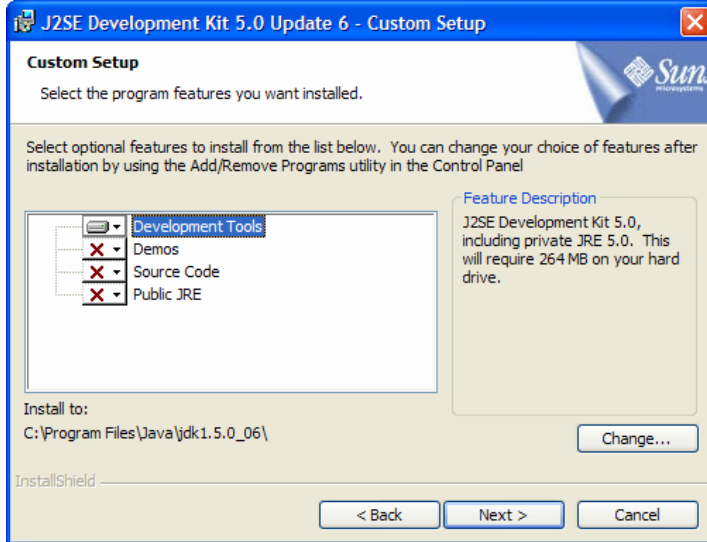 J2SE Development Kit 5.0 Update 6 - Custom Setup
Custom Setup
Select the program features you want installed.
Sun
microsystems
Select optional features to install from the list below.  You can change your choice of features after
installation by using the Add/Remove Programs utility in the Control Panel
Development Tools
Demos
Source Code
Public JRE
Feature Description
J2SE Development Kit 5.0,
including private JRE 5.0.  This
will require 264 MB on your hard
drive.
Install to:
C:\Program Files\Java\jdk1.5.0_06\
Change...
InstallShield
< Back
Next >
Cancel